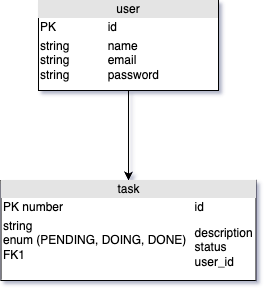 user
PK id
string name
string email
string password
task
PK number id
string description
enum (PENDING, DOING, DONE) status
FK1 user_id